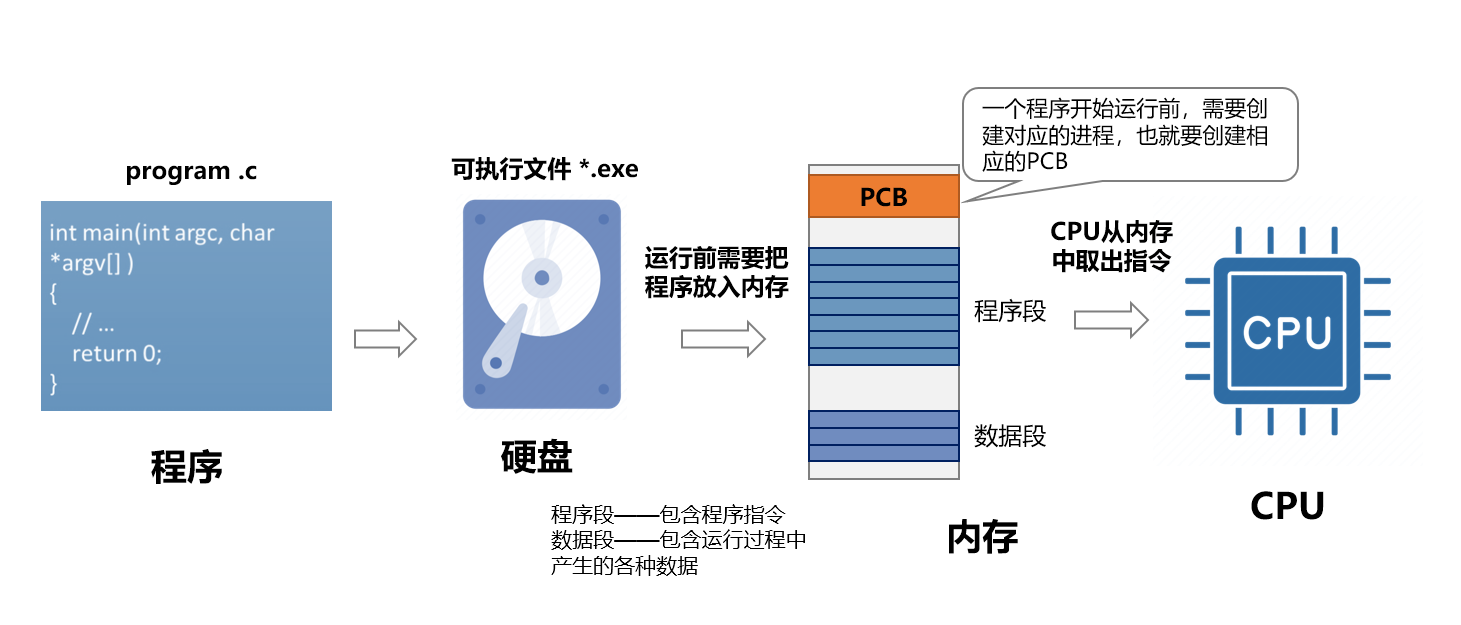 program .c
int main(int argc, char
*argv[] )
{
// ...
return 0;
}
程序
可执行文件 *.exe
硬盘
运行前需要把
程序放入内存
一个程序开始运行前，需要创
建对应的进程，也就要创建相
应的PCB
PCB
程序段
数据段
内存
程序段——包含程序指令
数据段——包含运行过程中
产生的各种数据
CPU从内存
中取出指令
CPU
CPU